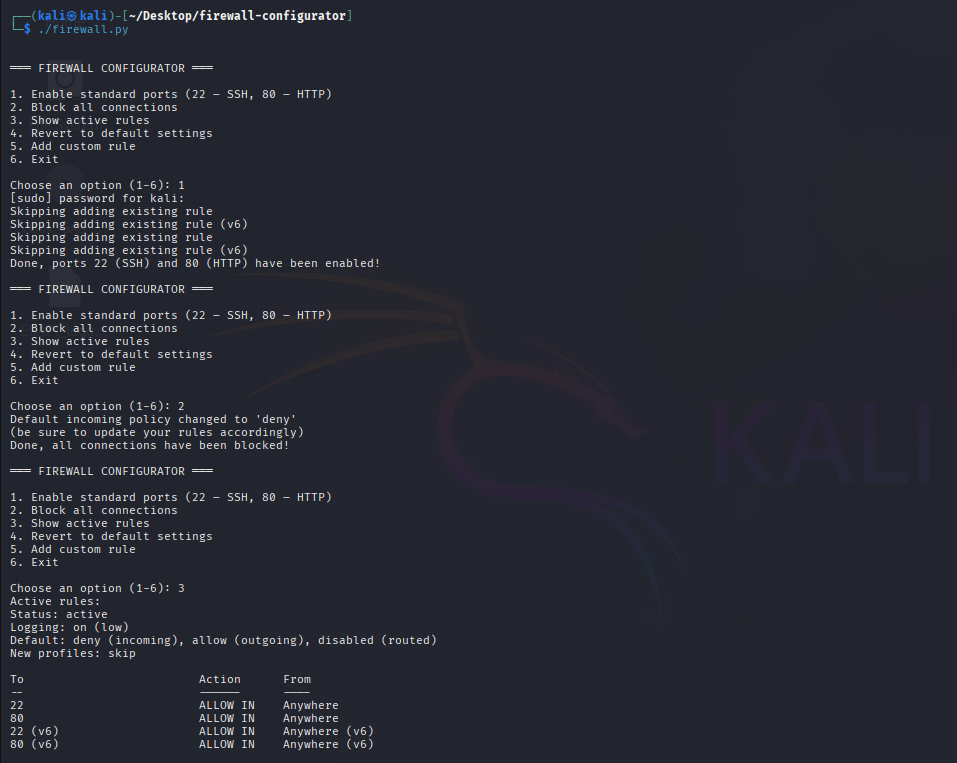 ┌──(kali㉿kali)-[~/Desktop/firewall-configurator]
└─$ ./firewall.py
=== FIREWALL CONFIGURATOR ===
1. Enable standard ports (22 – SSH, 80 – HTTP)
2. Block all connections
3. Show active rules
4. Revert to default settings
5. Add custom rule
6. Exit
Choose an option (1-6): 1
[sudo] password for kali:
Skipping adding existing rule
Skipping adding existing rule (v6)
Skipping adding existing rule
Skipping adding existing rule (v6)
Done, ports 22 (SSH) and 80 (HTTP) have been enabled!
=== FIREWALL CONFIGURATOR ===
1. Enable standard ports (22 – SSH, 80 – HTTP)
2. Block all connections
3. Show active rules
4. Revert to default settings
5. Add custom rule
6. Exit
Choose an option (1-6): 2
Default incoming policy changed to 'deny'
(be sure to update your rules accordingly)
Done, all connections have been blocked!
=== FIREWALL CONFIGURATOR ===
1. Enable standard ports (22 – SSH, 80 – HTTP)
2. Block all connections
3. Show active rules
4. Revert to default settings
5. Add custom rule
6. Exit
Choose an option (1-6): 3
Active rules:
Status: active
Logging: on (low)
Default: deny (incoming), allow (outgoing), disabled (routed)
New profiles: skip
To                         Action      From
--                         ------      ----
22                         ALLOW IN    Anywhere
80                         ALLOW IN    Anywhere
22 (v6)                    ALLOW IN    Anywhere (v6)
80 (v6)                    ALLOW IN    Anywhere (v6)
KALI